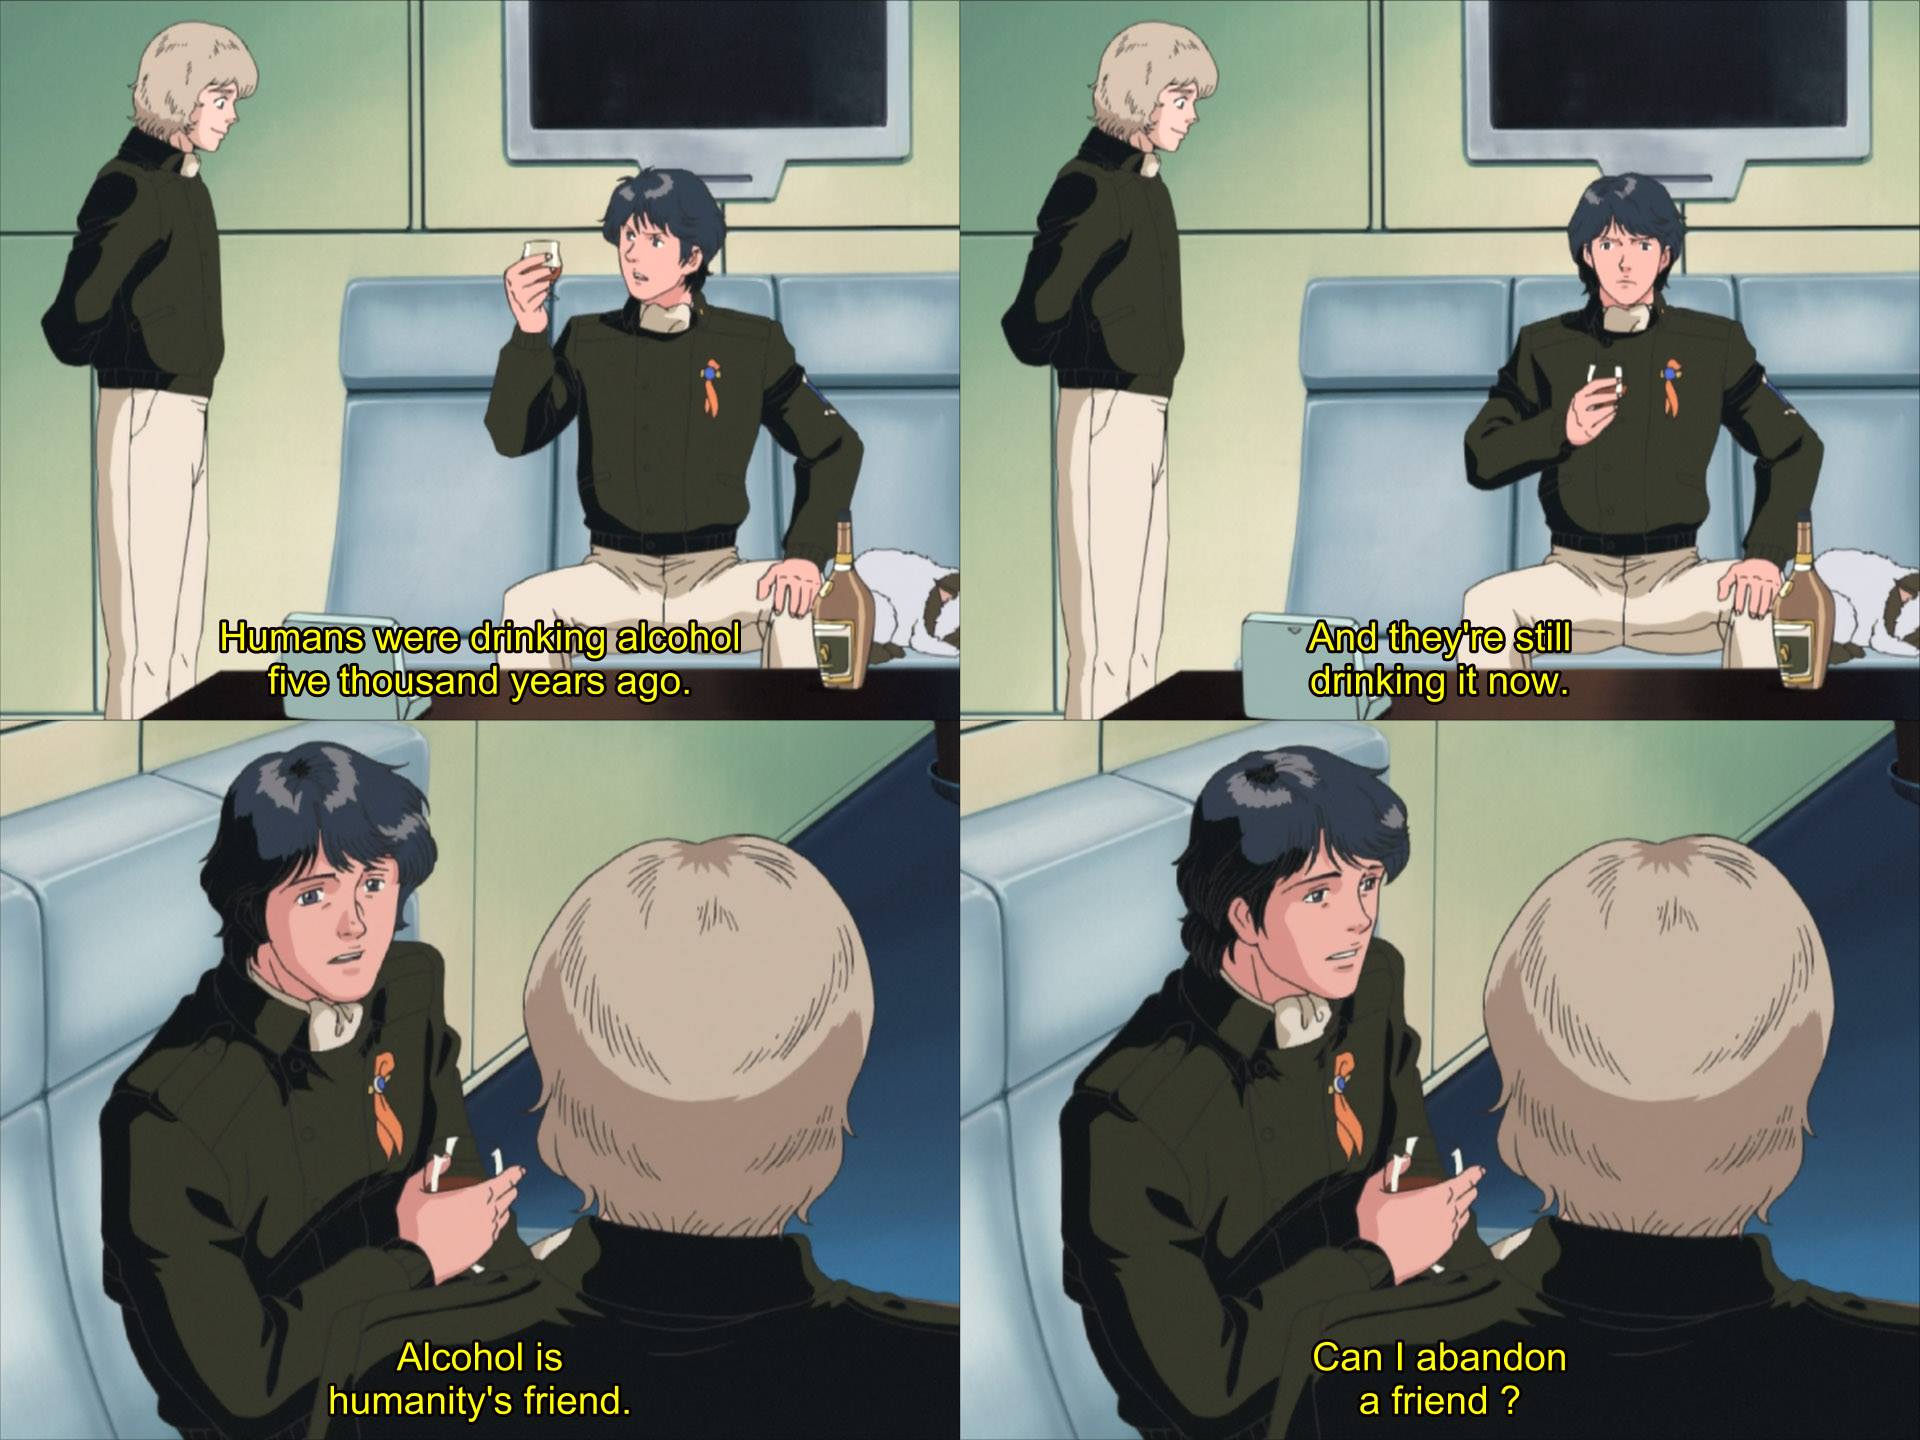 Humans were drinking alcohol
five thousand years ago.
And they're still
drinking it now.
Alcohol is
humanity's friend.
Can I abandon
a friend ?